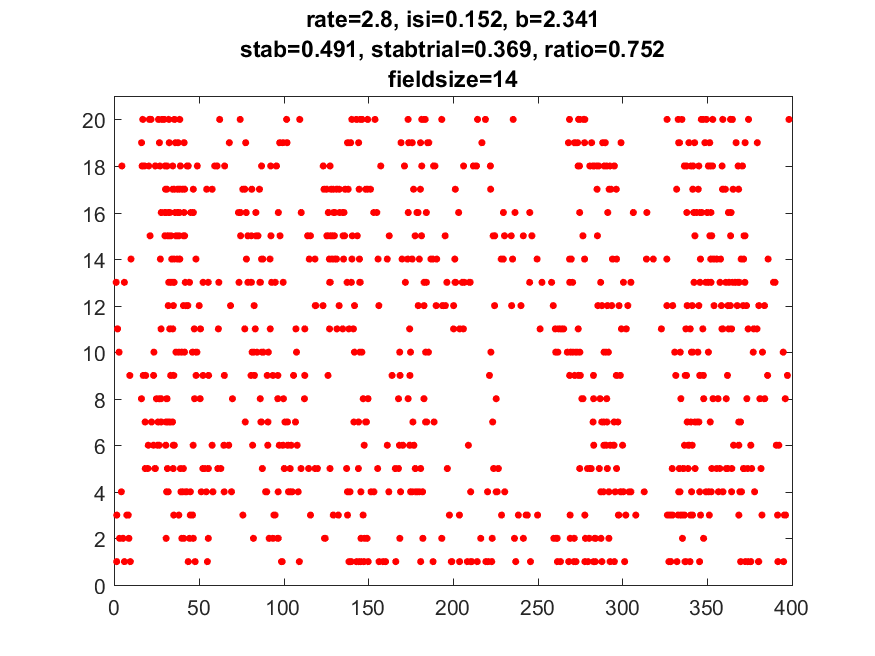 rate=2.8, isi=0.152, b=2.341
stab=0.491, stabtrial=0.369, ratio=0.752
fieldsize=14
20
18
16
14
12
10
8
6
4
2
0
0 50 100 150 200 250 300 350 400